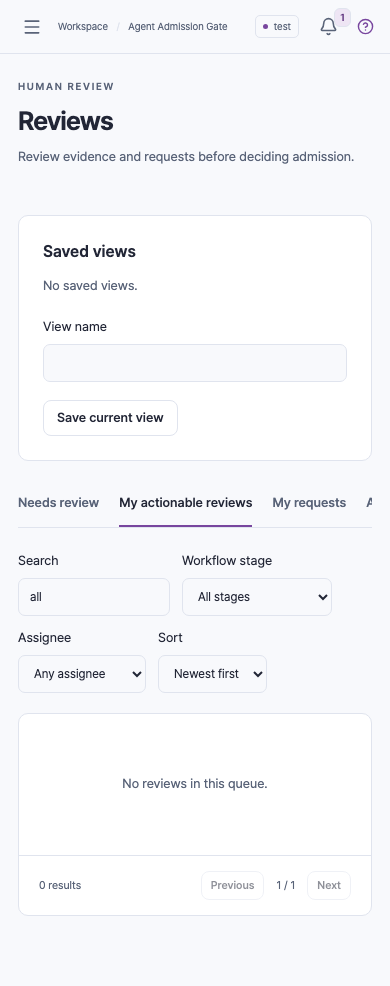 Workspace / Agent Admission Gate
test
1
HUMAN REVIEW
Reviews
Review evidence and requests before deciding admission.
Saved views
No saved views.
View name
Save current view
Needs review My actionable reviews My requests A
Search Workflow stage
all All stages
Assignee Sort
Any assignee Newest first
No reviews in this queue.
0 results Previous 1 / 1 Next